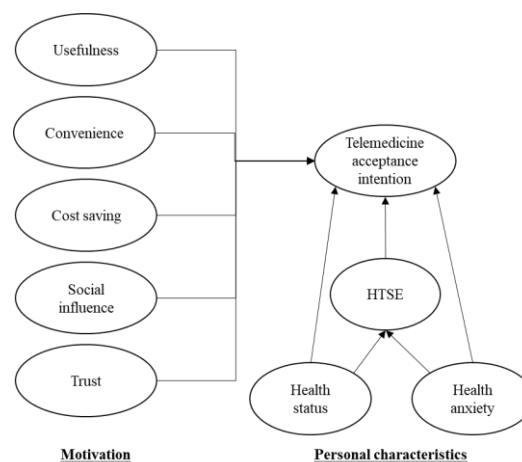 Usefulness
Convenience
Cost saving
Social
influence
Trust
Motivation
Telemedicine
acceptance
intention
HTSE
Health
status
Health
anxiety
Personal characteristics